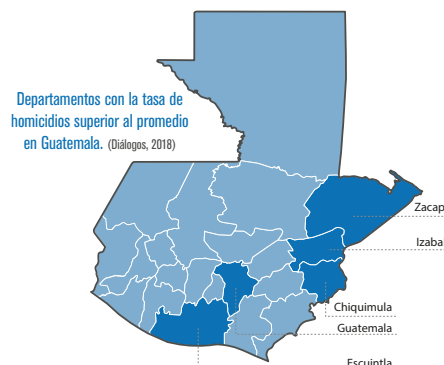 Departamentos con la tasa de
homicidios superior al promedio
en Guatemala. (Diálogos, 2018)
Zacap
Izaba
Chiquimula
Guatemala
Escuintla